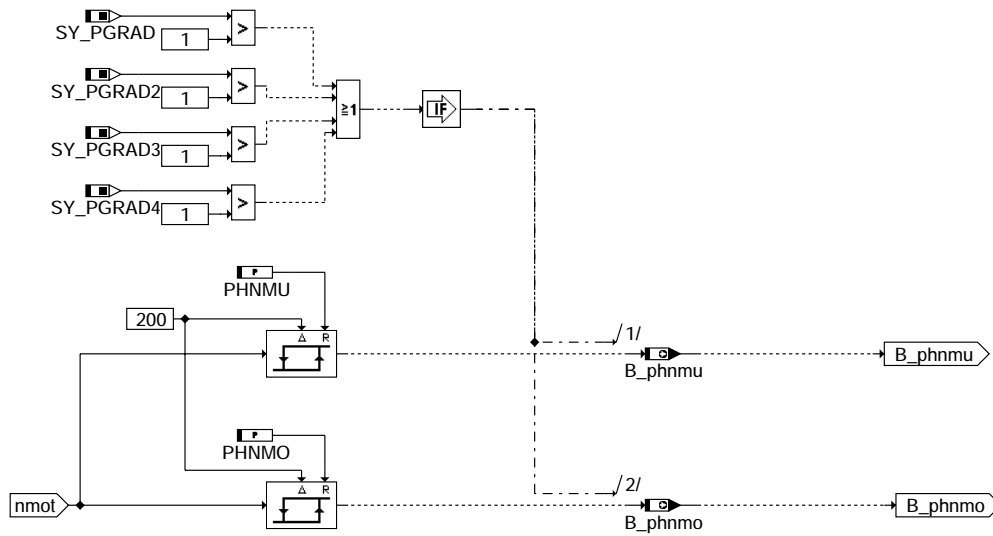 SY_PGRAD
1
>
SY_PGRAD2
1
>
SY_PGRAD3
1
>
SY_PGRAD4
1
>
≥1
IF
P
PHNMU
200
Δ R
/1/
B_phnmu
B_phnmu
P
PHNMO
Δ R
nmot
/2/
B_phnmo
B_phnmo